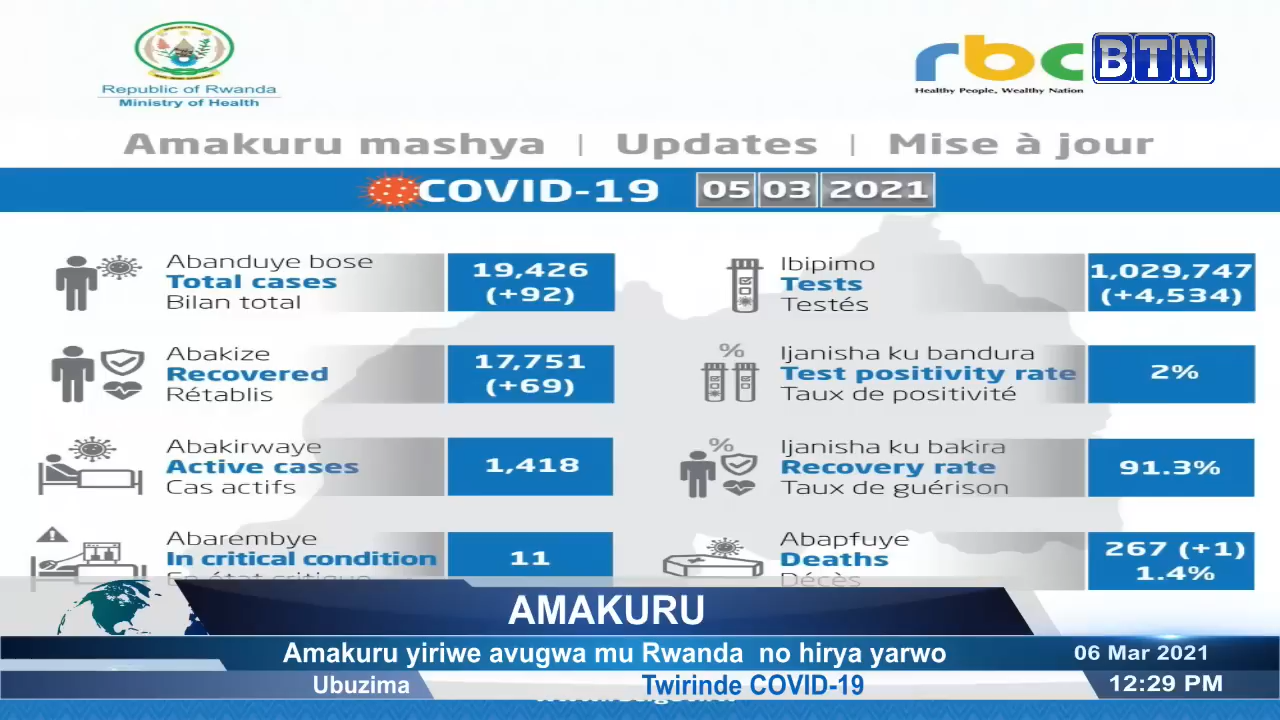 Republic of Rwanda
Ministry of Health
rbc
Healthy People, Wealthy Nation
BTN
Amakuru mashya | Updates | Mise à jour
COVID-19 05 03 2021
Abanduye bose
Total cases
Bilan total
19,426
(+92)
Ibipimo
Tests
Testés
1,029,747
(+4,534)
Abakize
Recovered
Rétablis
17,751
(+69)
%
Ijanisha ku bandura
Test positivity rate
Taux de positivité
2%
Abakirwaye
Active cases
Cas actifs
1,418
%
Ijanisha ku bakira
Recovery rate
Taux de guérison
91.3%
Abarembye
In critical condition
En état critique
11
Abapfuye
Deaths
Décès
267 (+1)
1.4%
AMAKURU
Amakuru yiriwe avugwa mu Rwanda no hirya yarwo
06 Mar 2021
Ubuzima
Twirinde COVID-19
12:29 PM